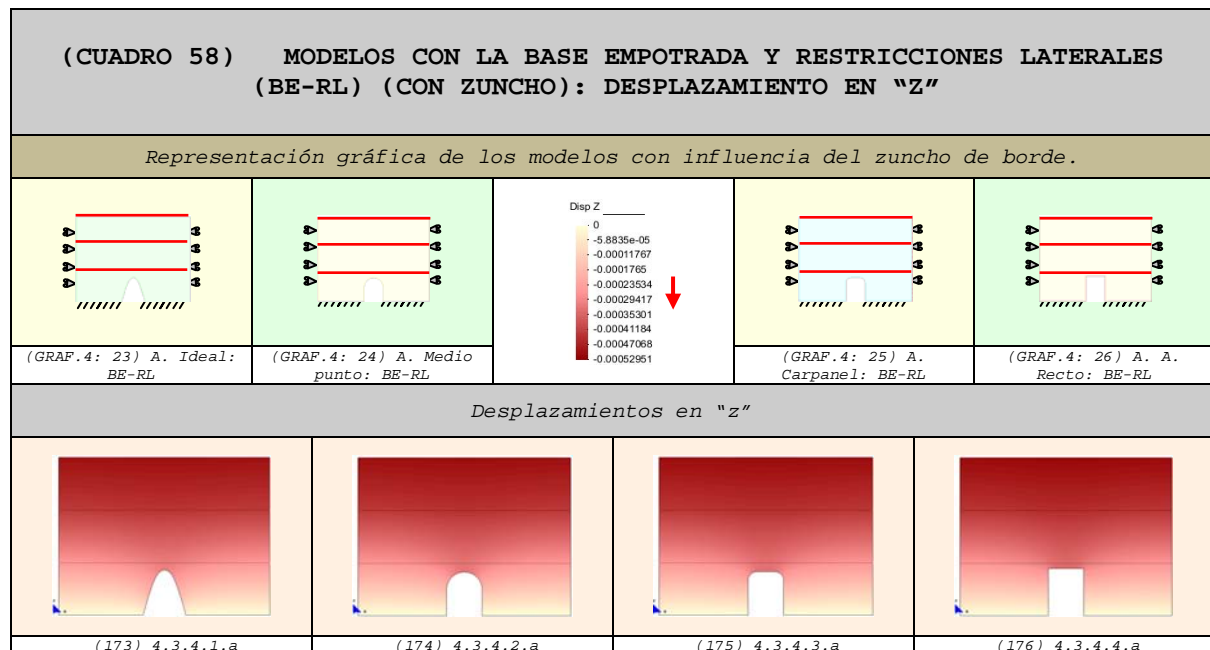 (CUADRO 58) MODELOS CON LA BASE EMPOTRADA Y RESTRICCIONES LATERALES
(BE-RL) (CON ZUNCHO): DESPLAZAMIENTO EN “Z”
Representación gráfica de los modelos con influencia del zuncho de borde.
(GRAF.4: 23) A. Ideal:
BE-RL
(GRAF.4: 24) A. Medio
punto: BE-RL
Disp Z
0
-5.8835e-05
-0.00011767
-0.0001765
-0.00023534
-0.00029417
-0.00035301
-0.00041184
-0.00047068
-0.00052951
(GRAF.4: 25) A.
Carpanel: BE-RL
(GRAF.4: 26) A. A.
Recto: BE-RL
Desplazamientos en “z”
(173) 4.3.4.1.a
(174) 4.3.4.2.a
(175) 4.3.4.3.a
(176) 4.3.4.4.a